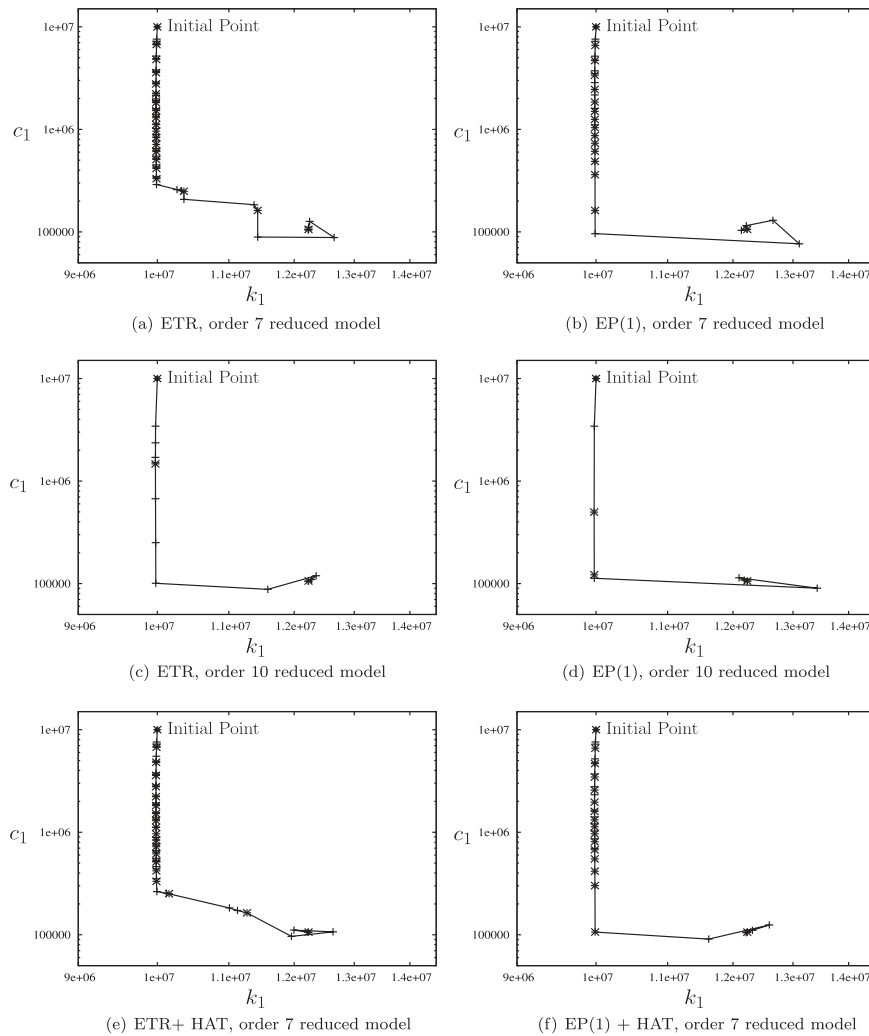 1e+07
Initial Point
c1
1e+06
100000
9e+06 1e+07 1.1e+07 1.2e+07 1.3e+07 1.4e+07
k1
(a) ETR, order 7 reduced model
1e+07
Initial Point
c1
1e+06
100000
9e+06 1e+07 1.1e+07 1.2e+07 1.3e+07 1.4e+07
k1
(b) EP(1), order 7 reduced model
1e+07
Initial Point
c1
1e+06
100000
9e+06 1e+07 1.1e+07 1.2e+07 1.3e+07 1.4e+07
k1
(c) ETR, order 10 reduced model
1e+07
Initial Point
c1
1e+06
100000
9e+06 1e+07 1.1e+07 1.2e+07 1.3e+07 1.4e+07
k1
(d) EP(1), order 10 reduced model
1e+07
Initial Point
c1
1e+06
100000
9e+06 1e+07 1.1e+07 1.2e+07 1.3e+07 1.4e+07
k1
(e) ETR+ HAT, order 7 reduced model
1e+07
Initial Point
c1
1e+06
100000
9e+06 1e+07 1.1e+07 1.2e+07 1.3e+07 1.4e+07
k1
(f) EP(1) + HAT, order 7 reduced model